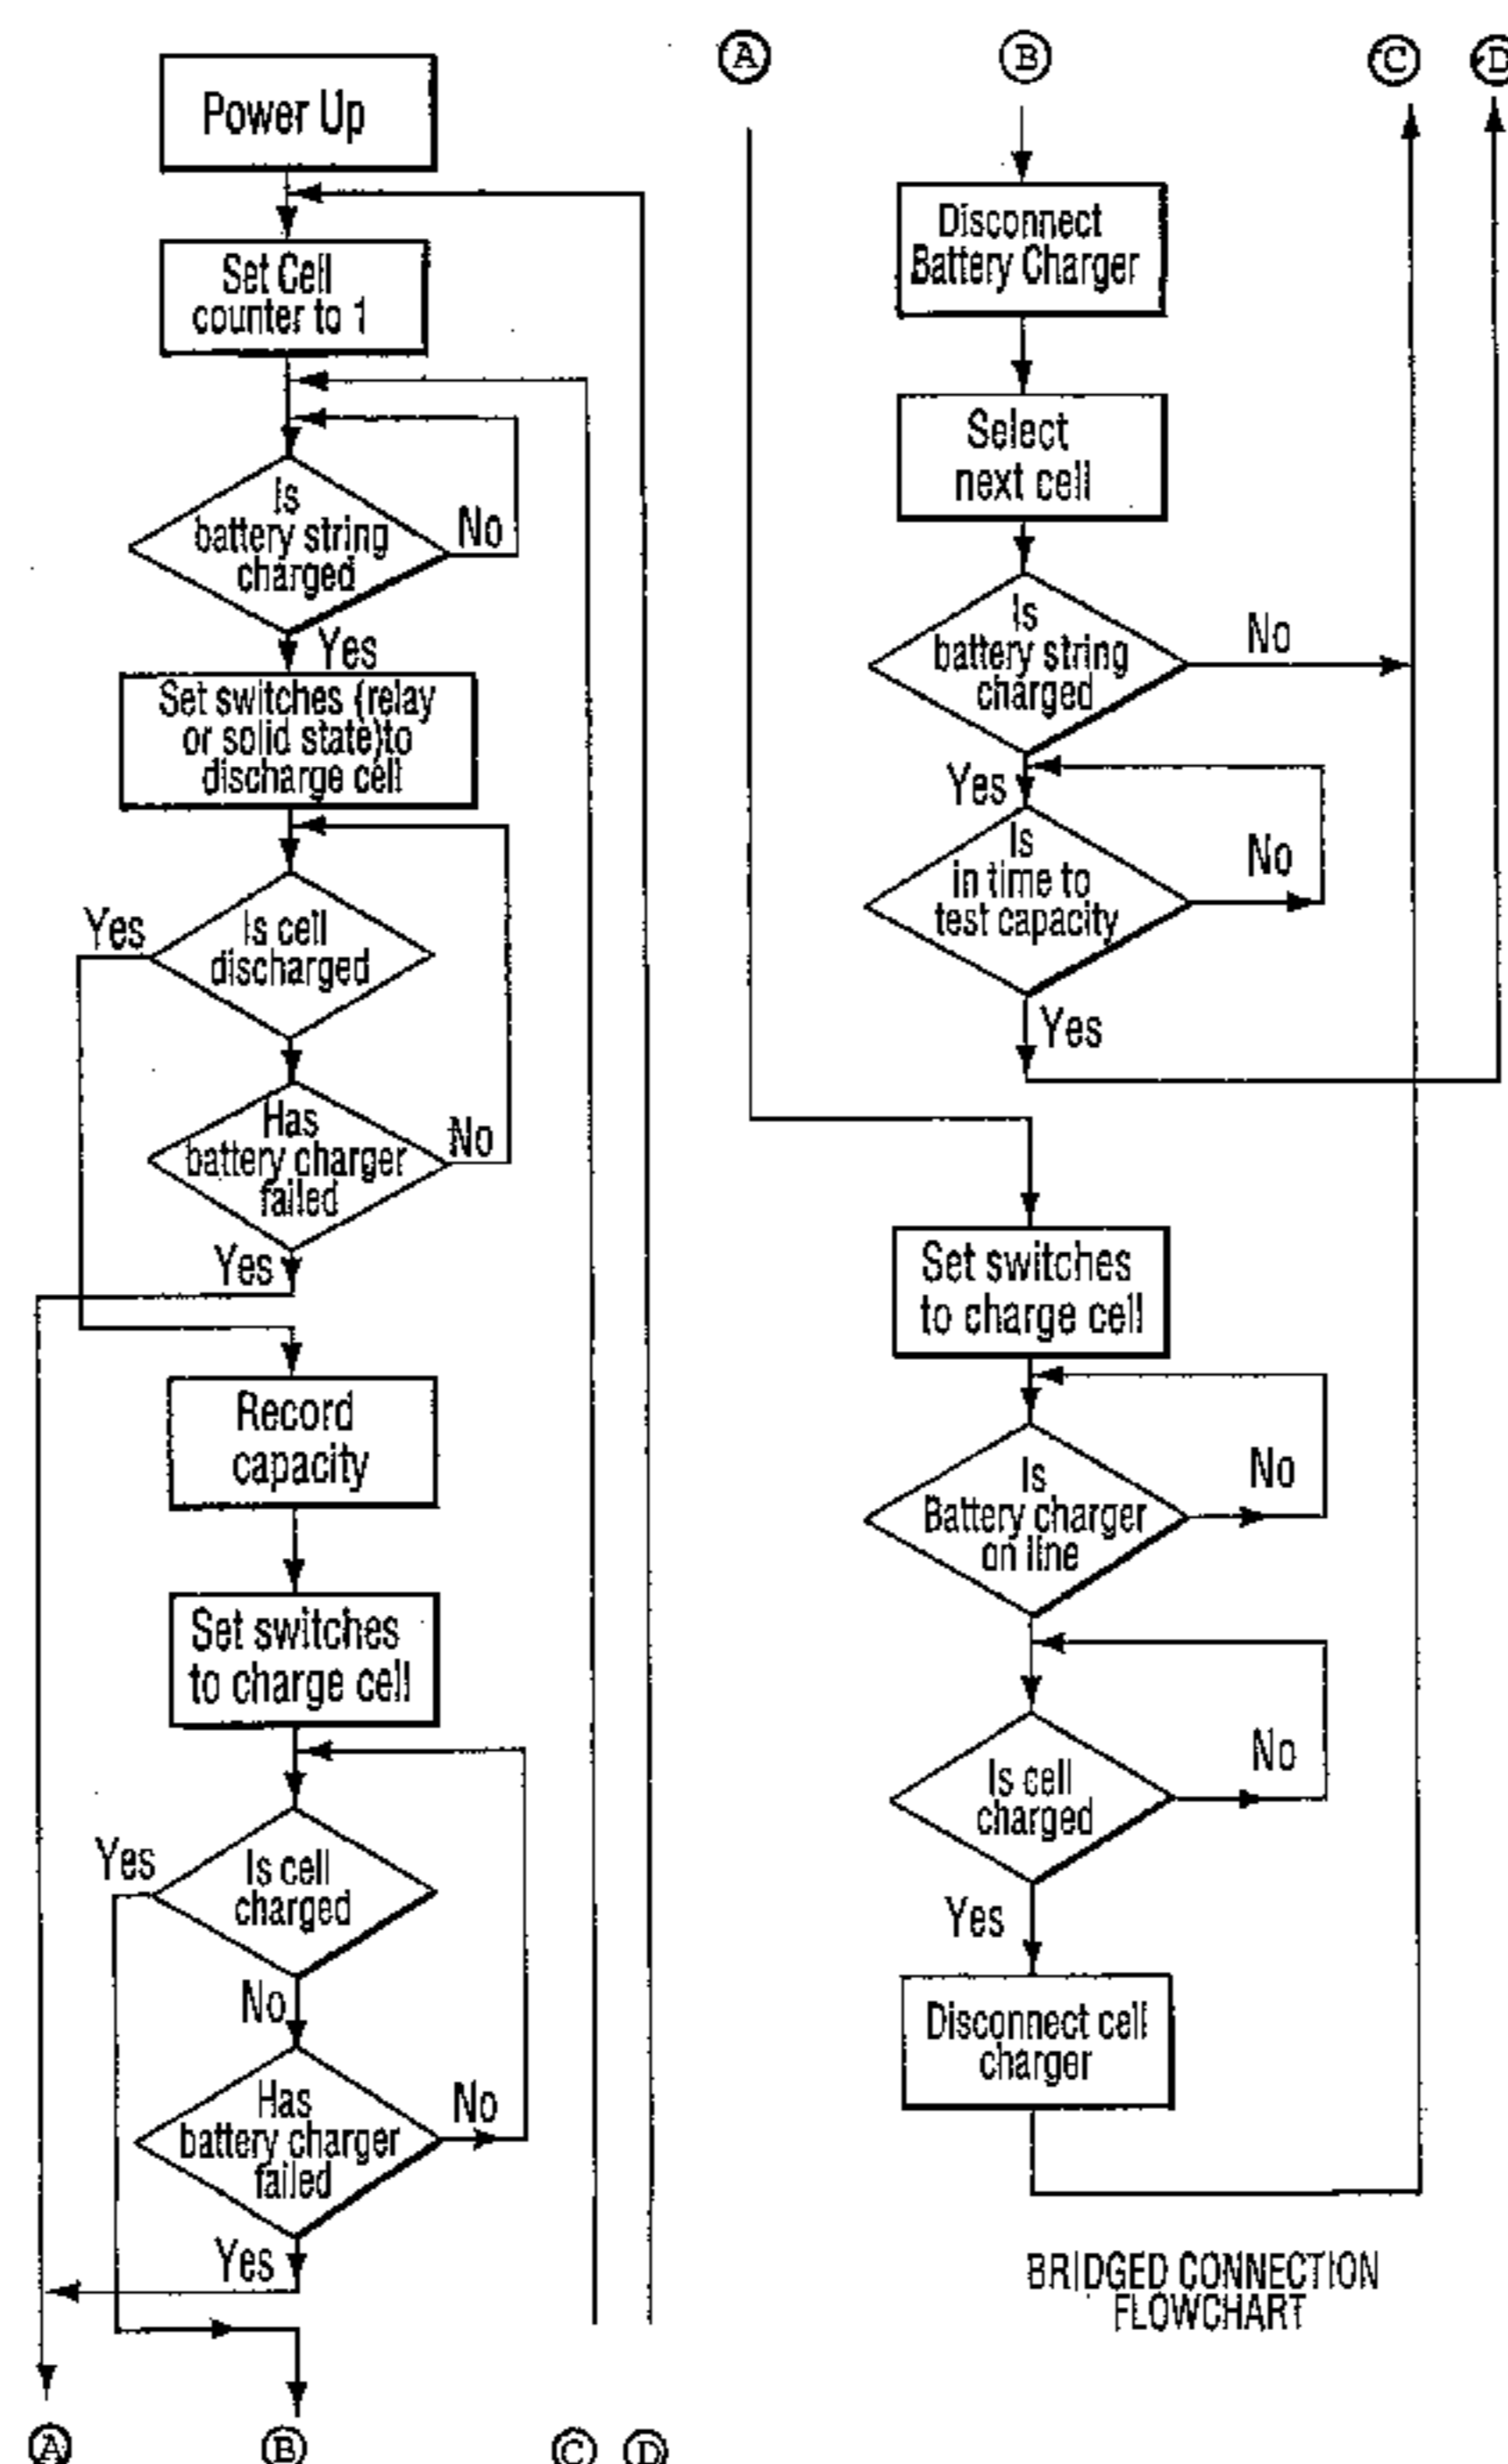 Power Up
Set Cell
counter to 1
Is
battery string
charged
No
Yes
Set switches (relay
or solid state)to
discharge cell
Yes
Is cell
discharged
Has
battery charger
failed
No
Yes
Record
capacity
Set switches
to charge cell
Yes
Is cell
charged
No
Has
battery charger
failed
No
Yes
A
B
C
D
A
B
C
D
Disconnect
Battery Charger
Select
next cell
Is
battery string
charged
No
Yes
Is
in time to
test capacity
No
Yes
Set switches
to charge cell
Is
Battery charger
on line
No
Is cell
charged
No
Yes
Disconnect cell
charger
BRIDGED CONNECTION
FLOWCHART